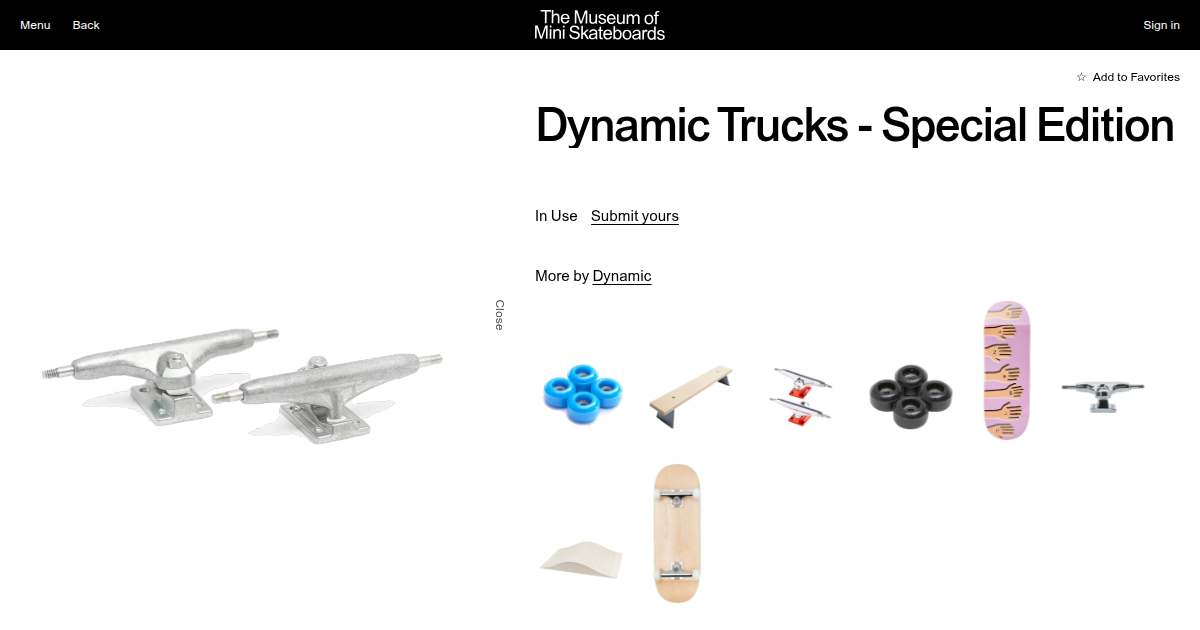 Menu Back
The Museum of
Mini Skateboards
Sign in
☆ Add to Favorites
Dynamic Trucks - Special Edition
In Use Submit yours
More by Dynamic
Close